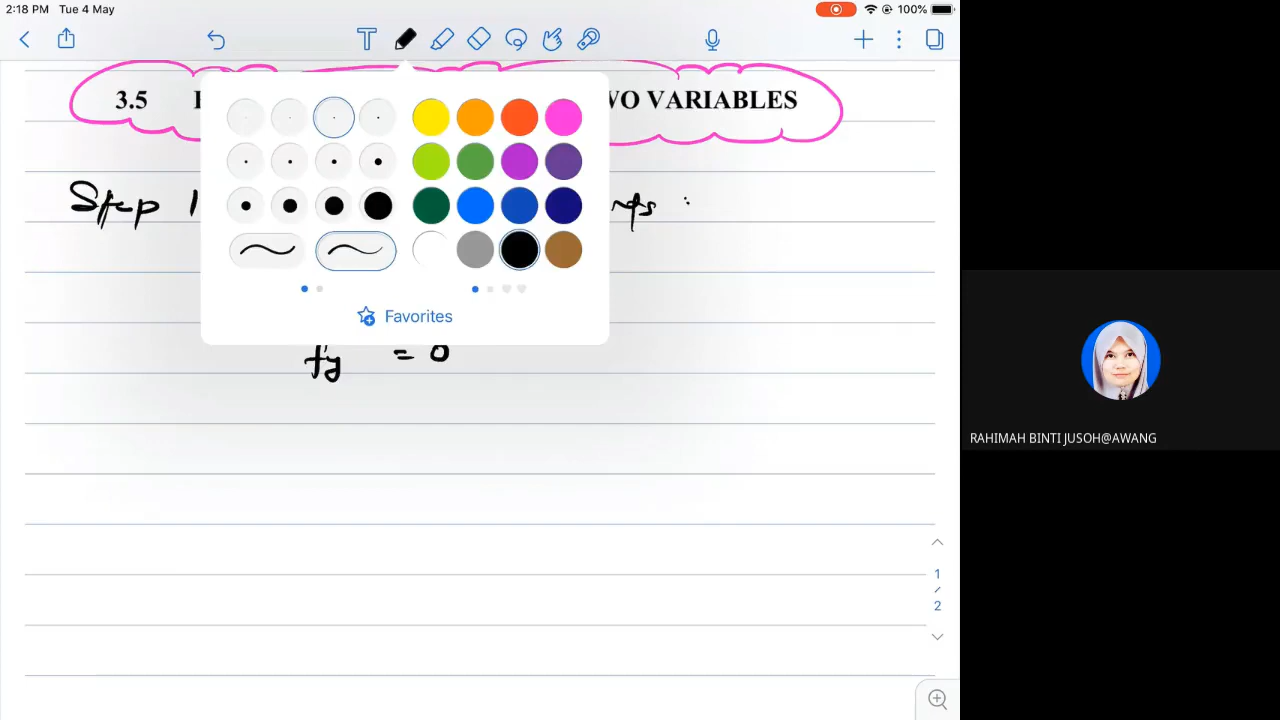 2:18 PM Tue 4 May 100%
3.5 WO VARIABLES
Step 1 :
Favorites
fy = 0
1
/
2
RAHIMAH BINTI JUSOH@AWANG